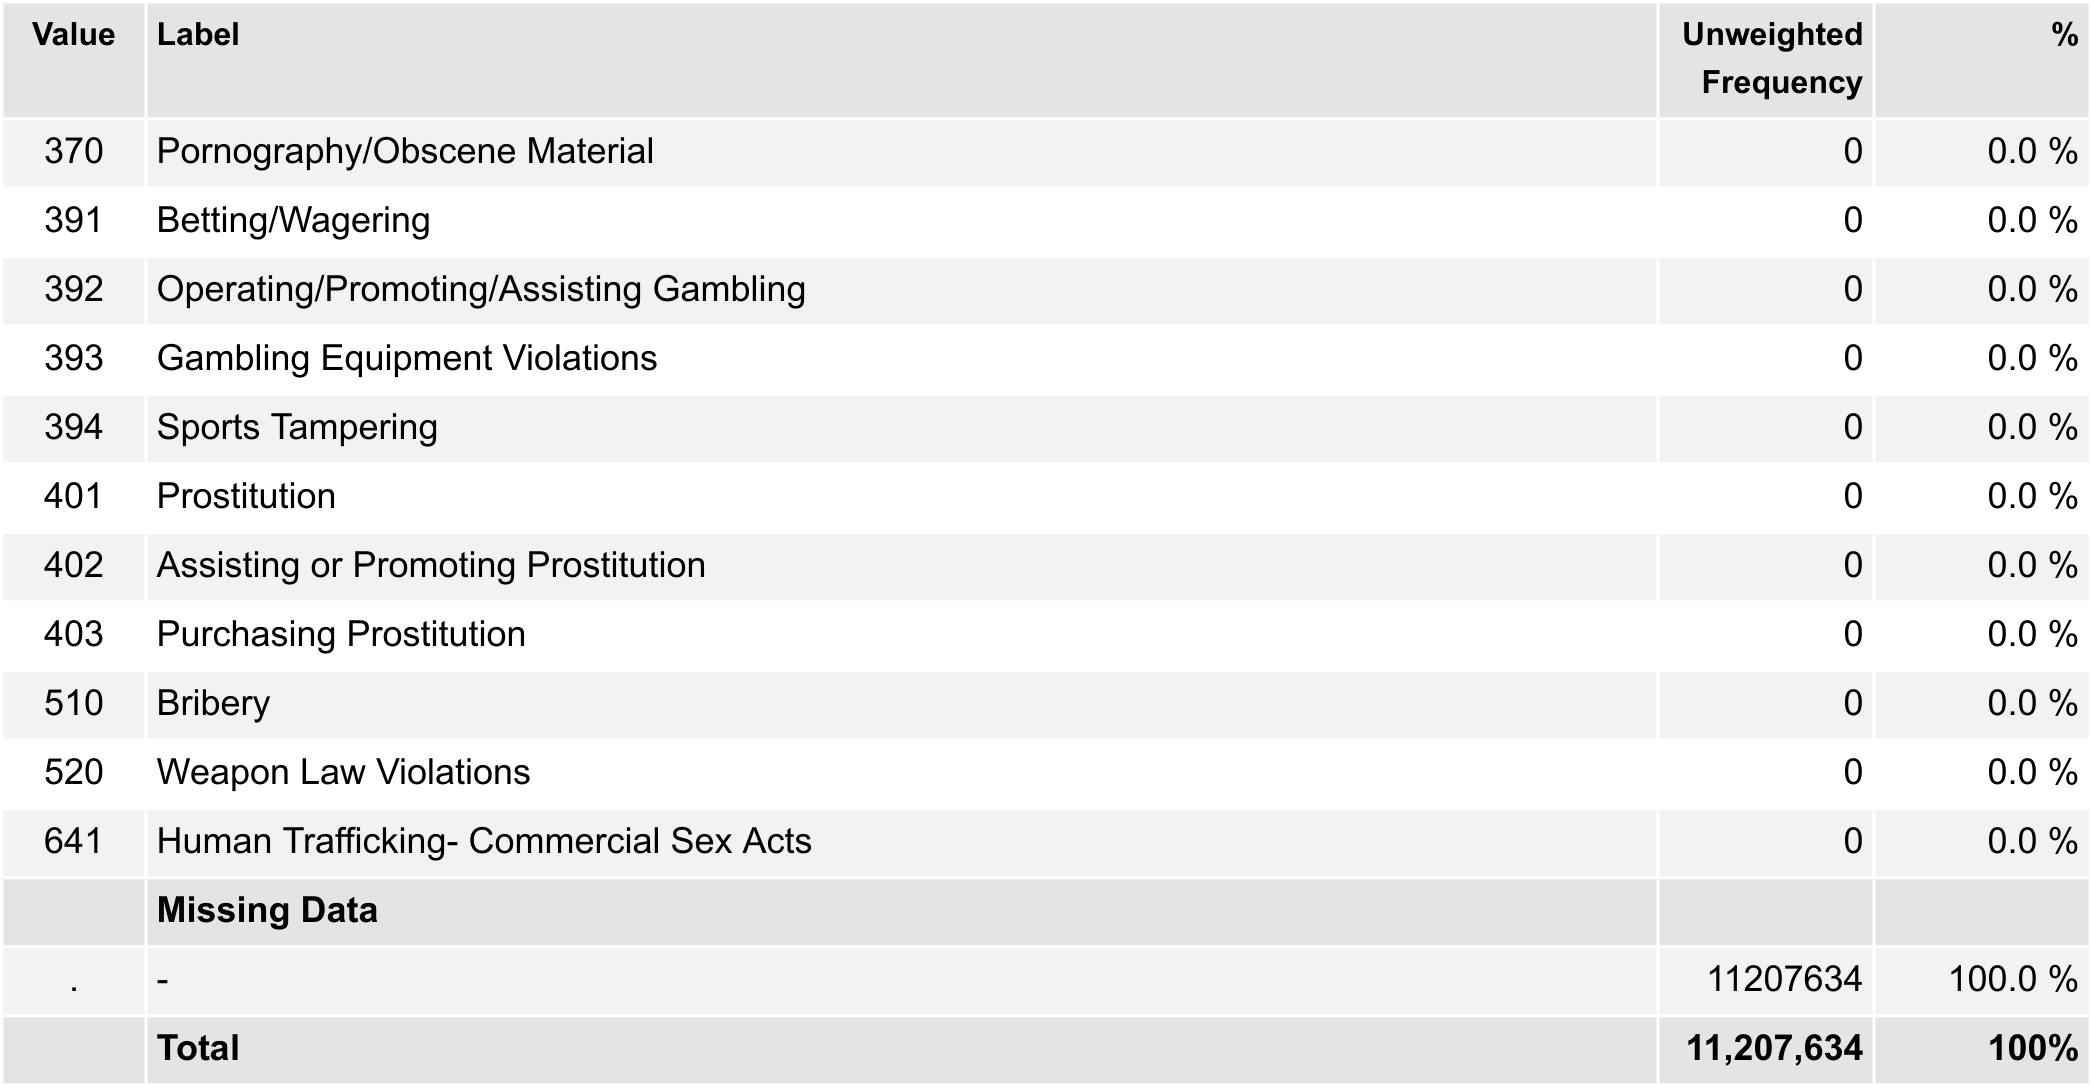 Value Label Unweighted Frequency %
370 Pornography/Obscene Material 0 0.0 %
391 Betting/Wagering 0 0.0 %
392 Operating/Promoting/Assisting Gambling 0 0.0 %
393 Gambling Equipment Violations 0 0.0 %
394 Sports Tampering 0 0.0 %
401 Prostitution 0 0.0 %
402 Assisting or Promoting Prostitution 0 0.0 %
403 Purchasing Prostitution 0 0.0 %
510 Bribery 0 0.0 %
520 Weapon Law Violations 0 0.0 %
641 Human Trafficking- Commercial Sex Acts 0 0.0 %
Missing Data
. - 11207634 100.0 %
Total 11,207,634 100%